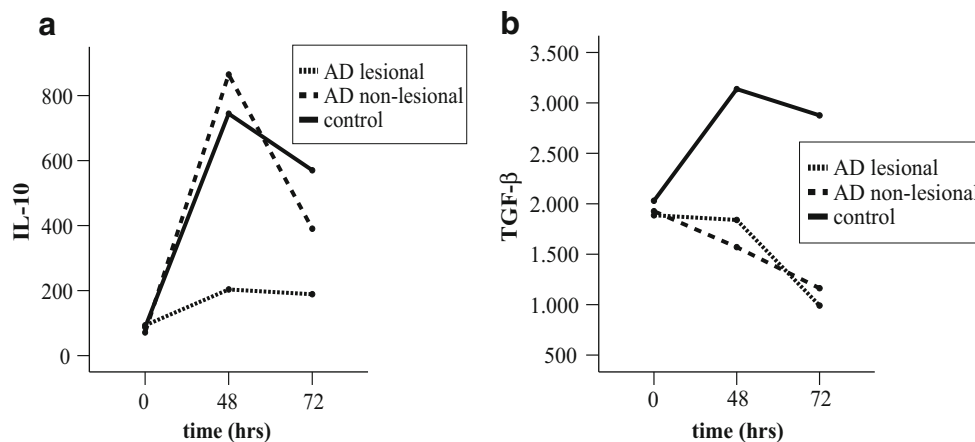 a
AD lesional
AD non-lesional
control
800
600
400
200
0
IL-10
0 48 72
time (hrs)
b
3.500
3.000
2.500
2.000
1.500
1.000
500
TGF-β
AD lesional
AD non-lesional
control
0 48 72
time (hrs)